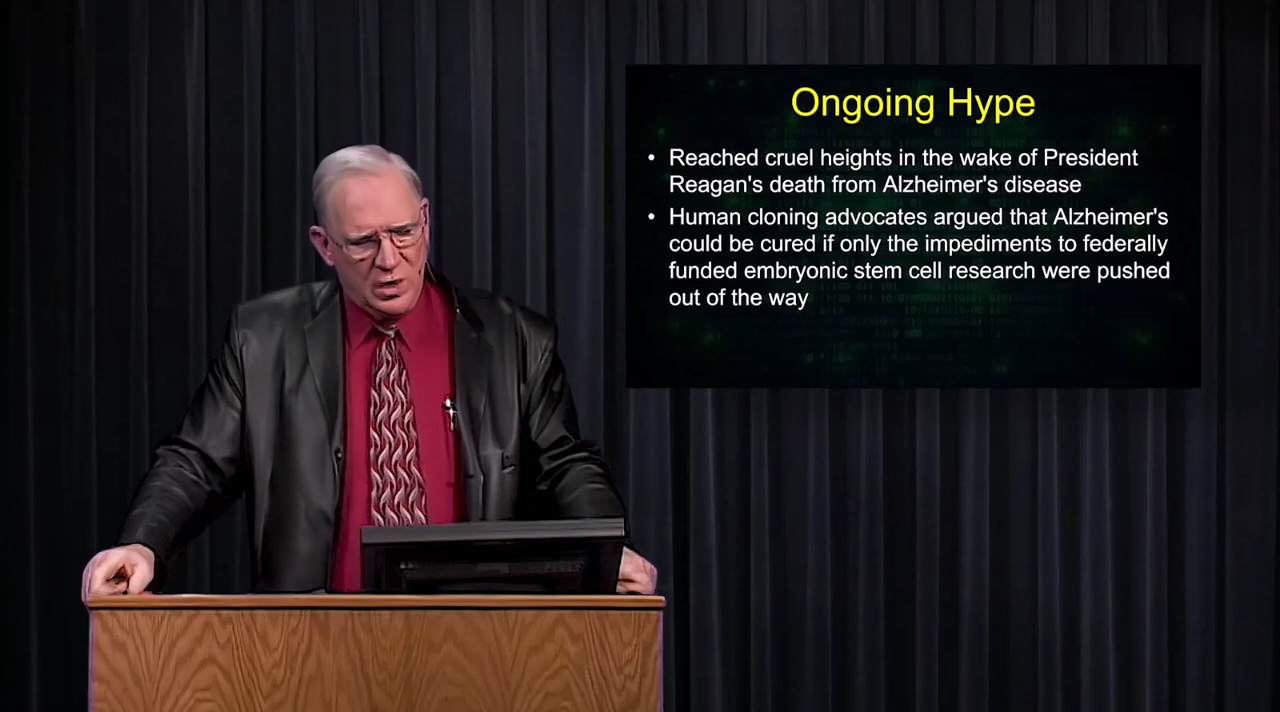 Ongoing Hype
• Reached cruel heights in the wake of President
Reagan's death from Alzheimer's disease
• Human cloning advocates argued that Alzheimer's
could be cured if only the impediments to federally
funded embryonic stem cell research were pushed
out of the way